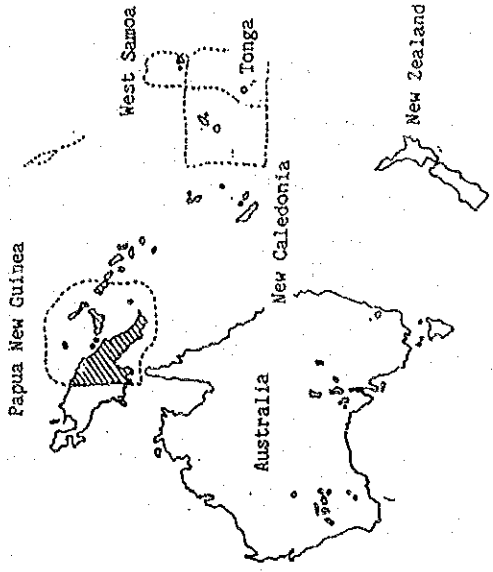 Papua New Guinea
West Samoa
Tonga
New Caledonia
Australia
New Zealand